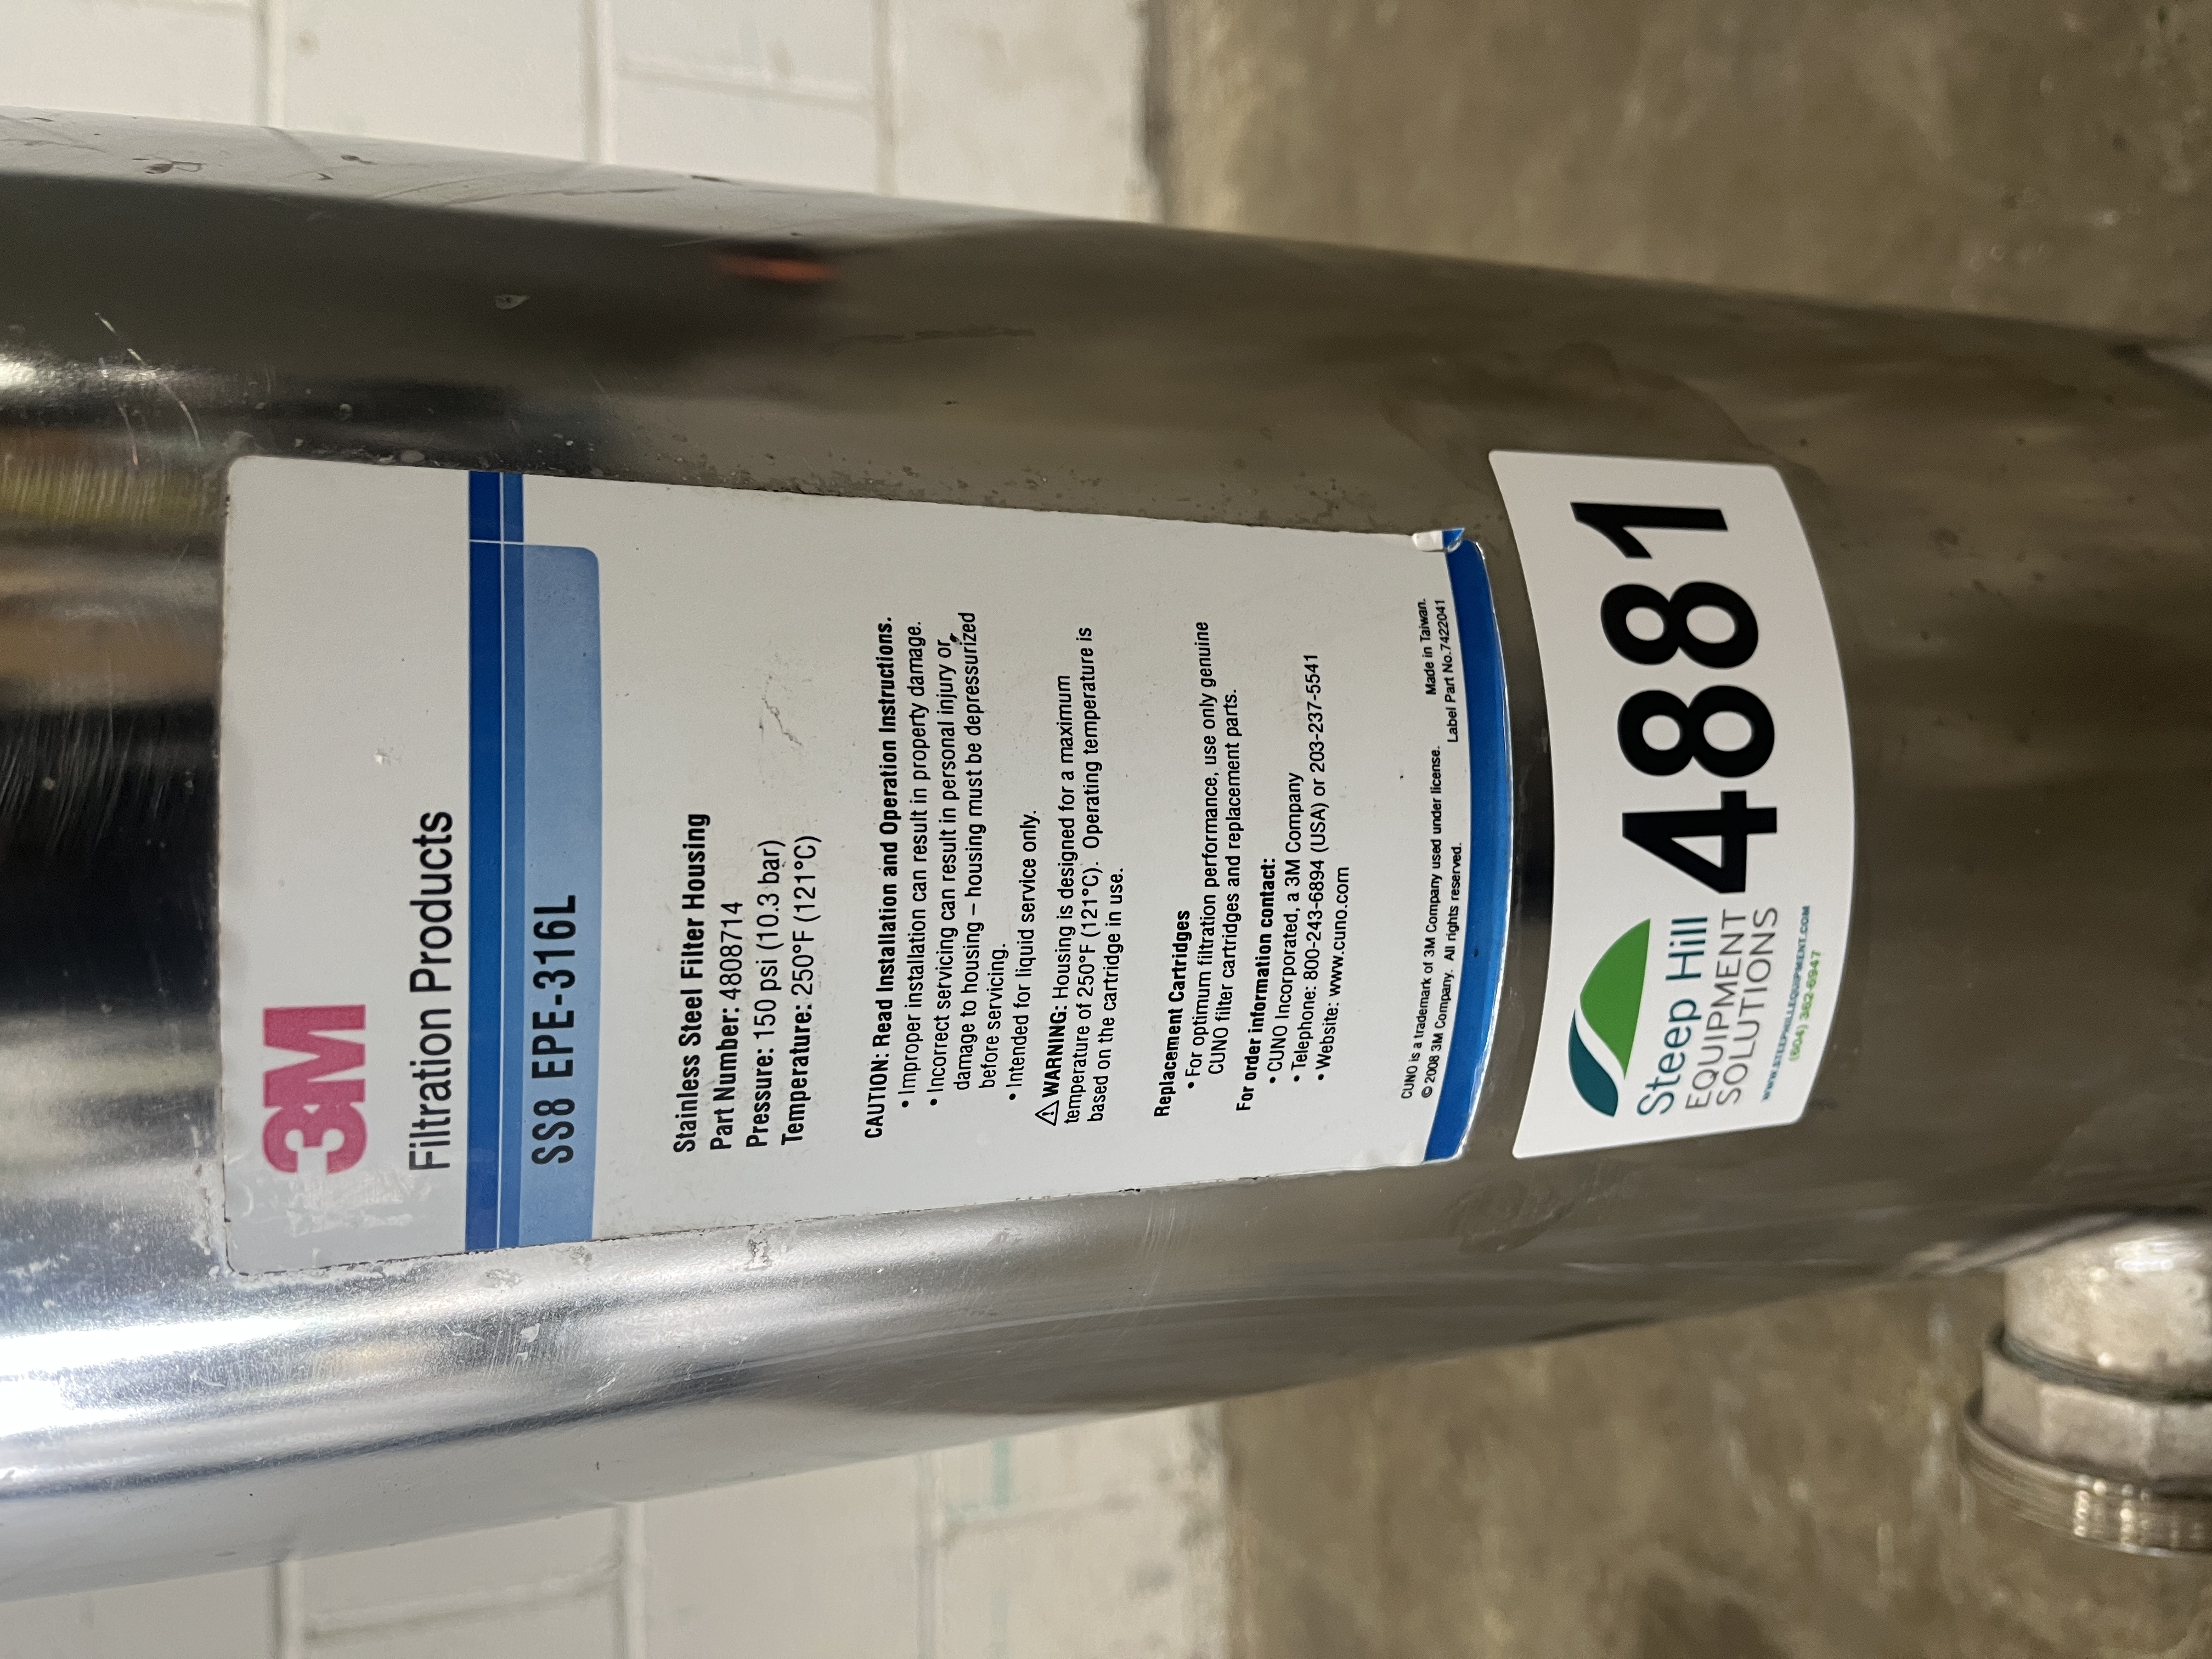 3M
Filtration Products
SS8 EPE-316L
Stainless Steel Filter Housing
Part Number: 4808714
Pressure: 150 psi (10.3 bar)
Temperature: 250°F (121°C)
CAUTION: Read Installation and Operation Instructions.
• Improper installation can result in property damage.
• Incorrect servicing can result in personal injury or
damage to housing – housing must be depressurized
before servicing.
• Intended for liquid service only.
⚠WARNING: Housing is designed for a maximum
temperature of 250°F (121°C). Operating temperature is
based on the cartridge in use.
Replacement Cartridges
• For optimum filtration performance, use only genuine
CUNO filter cartridges and replacement parts.
For order information contact:
• CUNO Incorporated, a 3M Company
• Telephone: 800-243-6894 (USA) or 203-237-5541
• Website: www.cuno.com
CUNO is a trademark of 3M Company used under license. Made in Taiwan.
© 2008 3M Company. All rights reserved. Label Part No.7422041
Steep Hill
EQUIPMENT
SOLUTIONS
WWW.STEEPHILLEQUIPMENT.COM
(604) 362-6947
4881